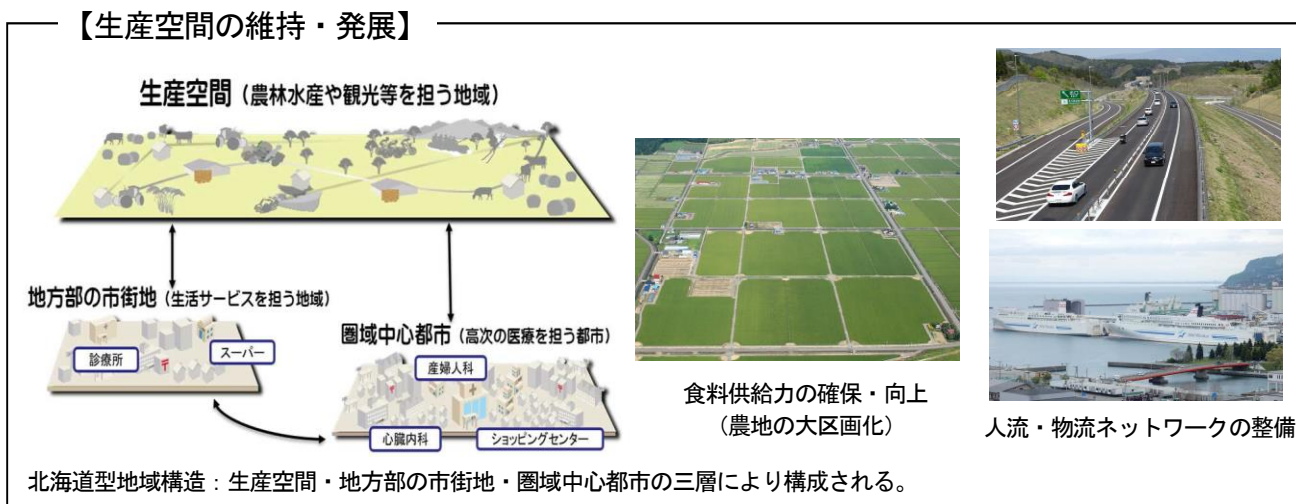 【生産空間の維持・発展】
生産空間（農林水産や観光等を担う地域）
地方部の市街地（生活サービスを担う地域）
診療所
スーパー
圏域中心都市（高次の医療を担う都市）
産婦人科
心臓内科
ショッピングセンター
食料供給力の確保・向上
（農地の大区画化）
人流・物流ネットワークの整備
北海道型地域構造：生産空間・地方部の市街地・圏域中心都市の三層により構成される。